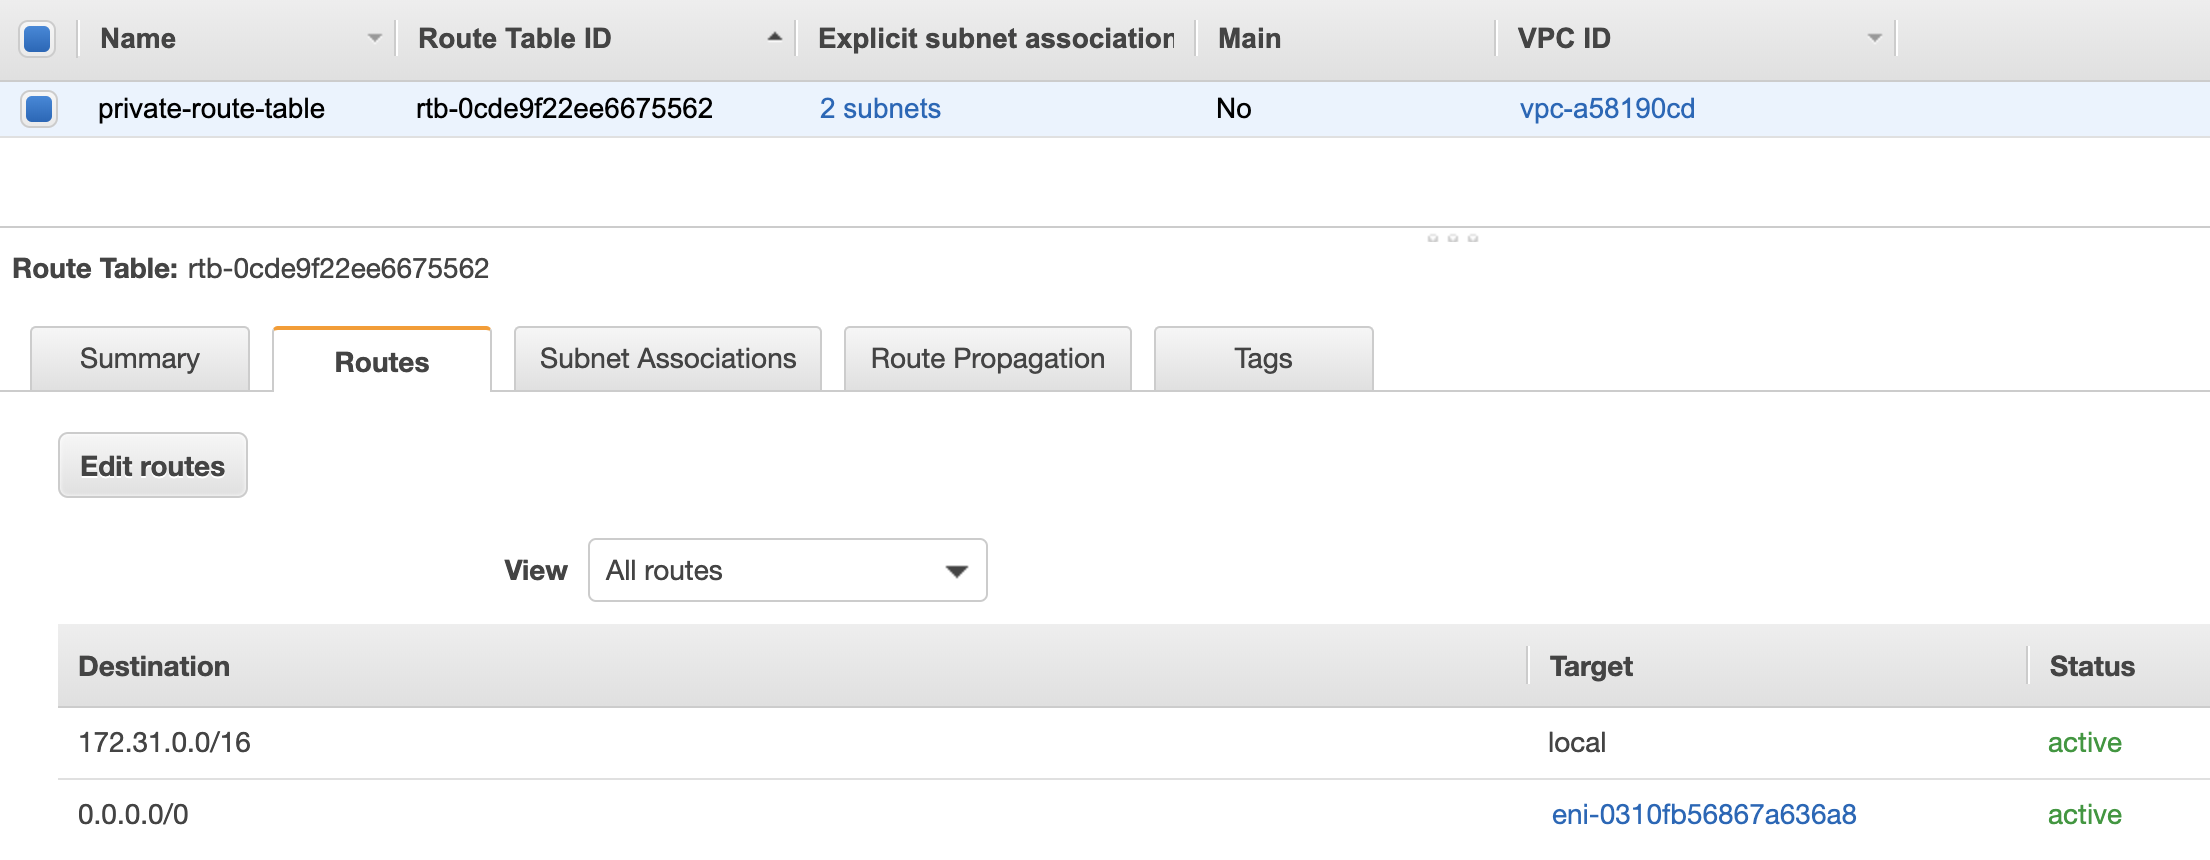 Name Route Table ID Explicit subnet association Main VPC ID
private-route-table rtb-0cde9f22ee6675562 2 subnets No vpc-a58190cd
Route Table: rtb-0cde9f22ee6675562
Summary Routes Subnet Associations Route Propagation Tags
Edit routes
View All routes
Destination Target Status
172.31.0.0/16 local active
0.0.0.0/0 eni-0310fb56867a636a8 active